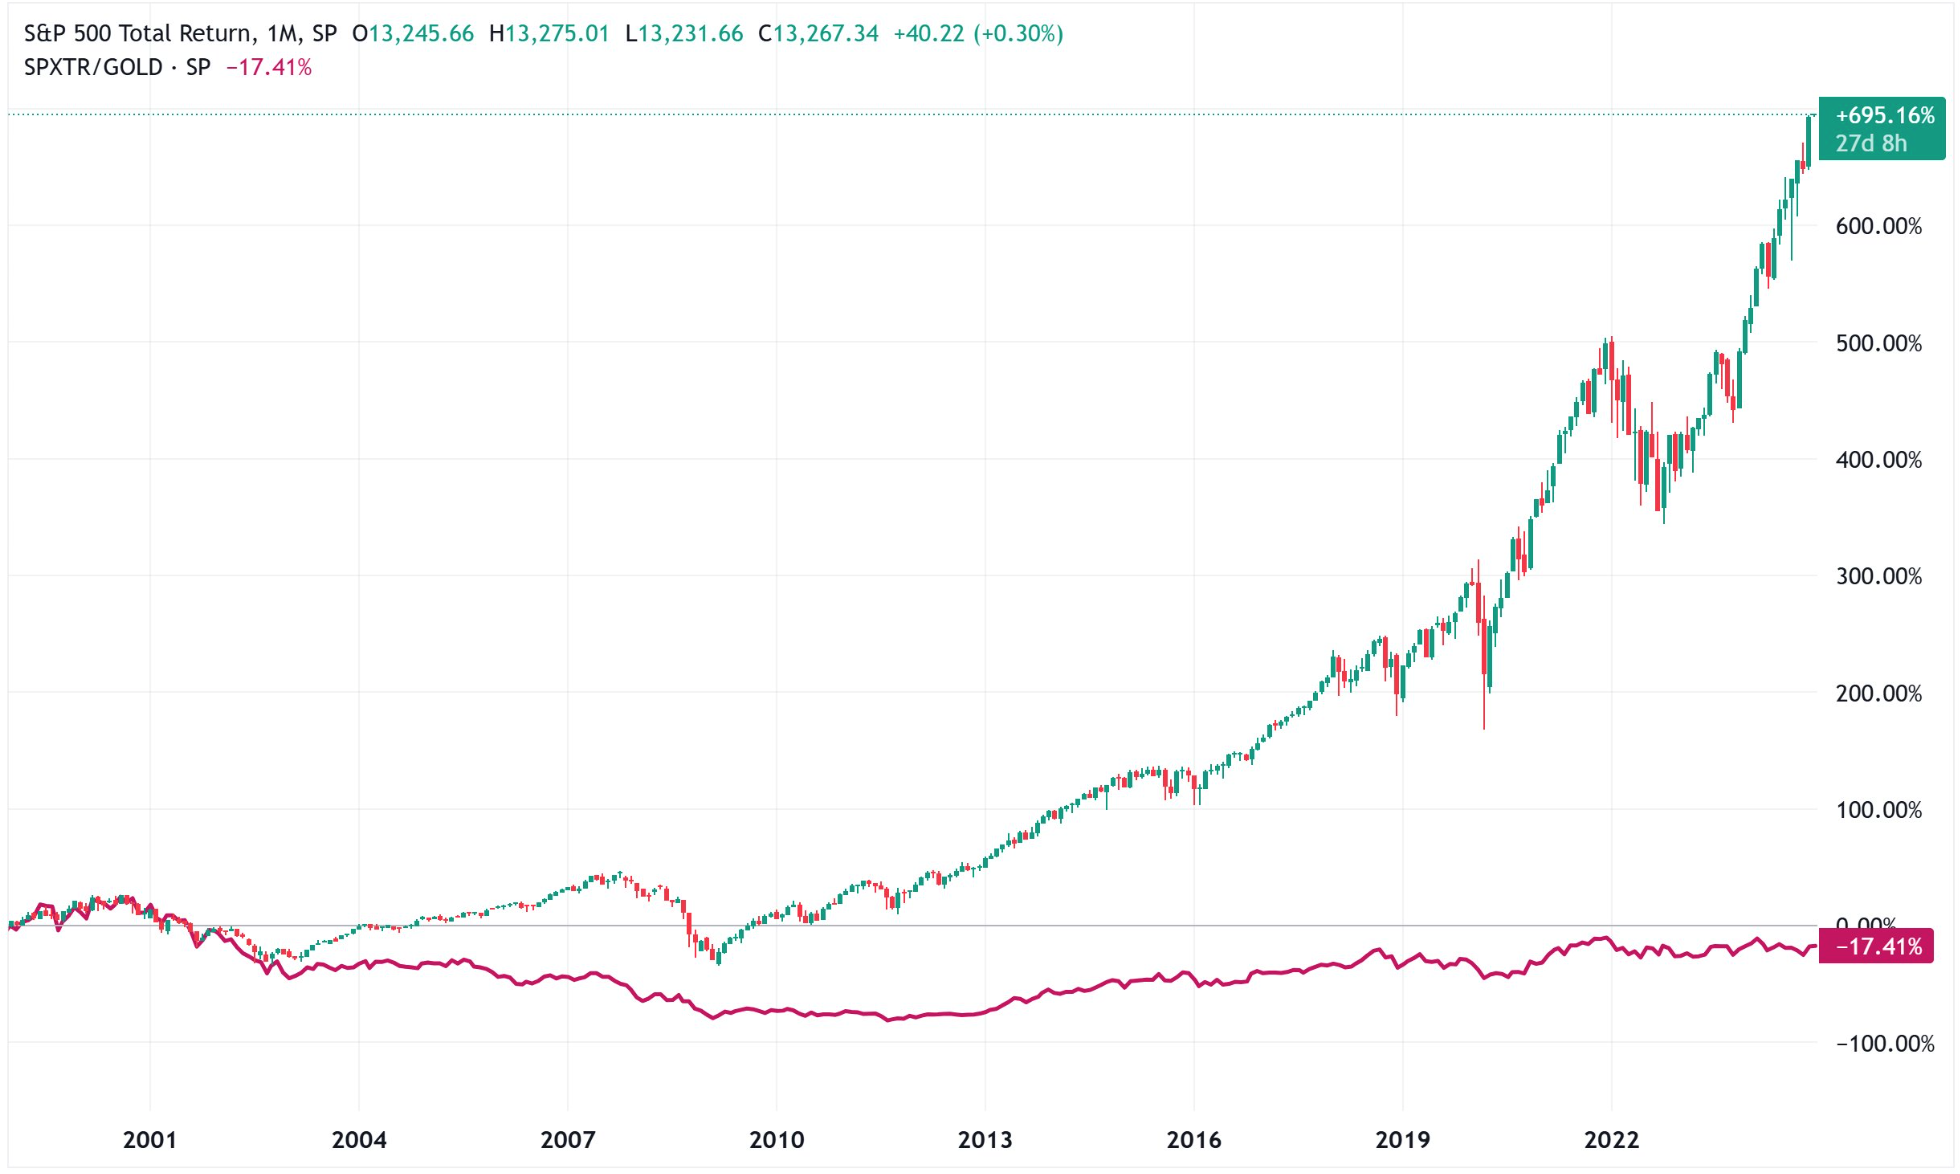 S&P 500 Total Return, 1M, SP O13,245.66 H13,275.01 L13,231.66 C13,267.34 +40.22 (+0.30%)
SPXTR/GOLD · SP −17.41%
+695.16%
27d 8h
600.00%
500.00%
400.00%
300.00%
200.00%
100.00%
0.00%
−17.41%
−100.00%
2001 2004 2007 2010 2013 2016 2019 2022